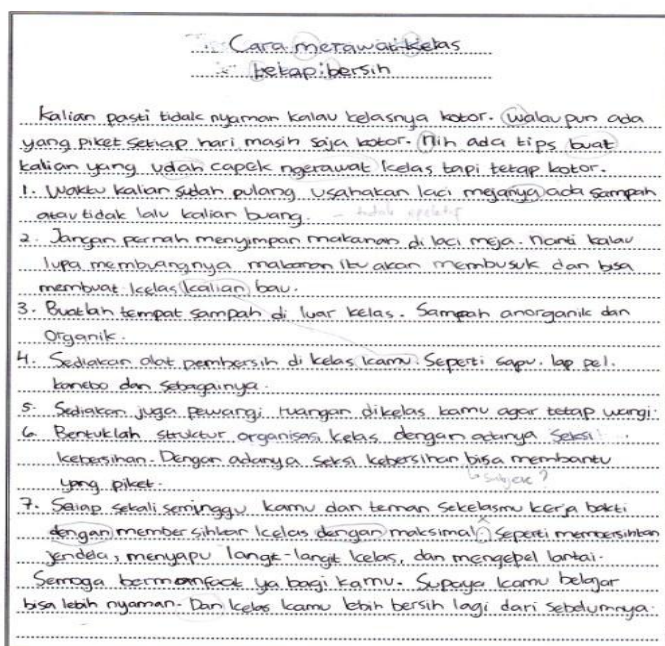 Cara merawat kelas
tetap bersih
Kalian pasti tidak nyaman kalau kelasnya kotor. walau pun ada
yang piket setiap hari masih saja kotor. Nih ada tips buat
kalian yang udah capek ngerawat kelas tapi tetap kotor.
1. Waktu kalian sudah pulang usahakan laci mejanya ada sampah
atau tidak lalu kalian buang. - tidak
2. Jangan pernah menyimpan makanan di laci meja. Nanti kalau
lupa membuangnya makanan itu akan membusuk dan bisa
membuat kelas kalian bau.
3. Buatlah tempat sampah di luar kelas. Sampah anorganik dan
organik.
4. Sediakan alat pembersih di kelas kamu. Seperti sapu. lap pel.
kanebo dan sebagainya.
5. Sediakan juga pewangi ruangan dikelas kamu agar tetap wangi.
6. Bentuklah struktur organisasi kelas dengan adanya seksi
kebersihan. Dengan adanya seksi kebersihan bisa membantu
yang piket. subjek?
7. Setiap sekali seminggu kamu dan teman sekelasmu kerja bakti
dengan member sihkan kelas dengan maksimal. Seperti membersihkan
jendela, menyapu langit-langit kelas, dan mengepel lantai.
Semoga bermanfaat ya bagi kamu. Supaya kamu belajar
bisa lebih nyaman. Dan kelas kamu lebih bersih lagi dari sebelumnya.